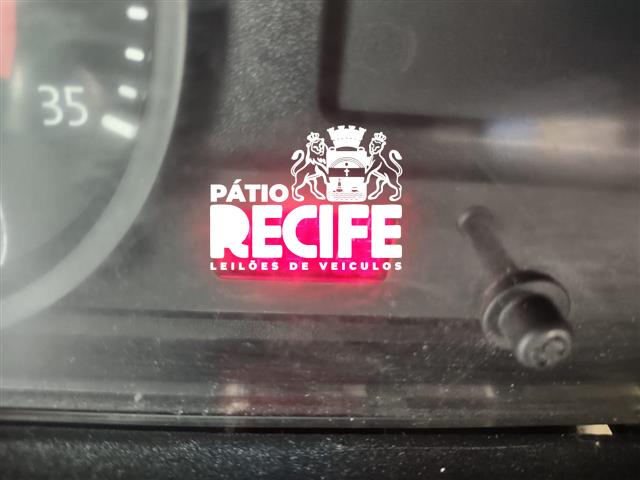 35
PÁTIO
RECIFE
LEILÕES DE VEICULOS